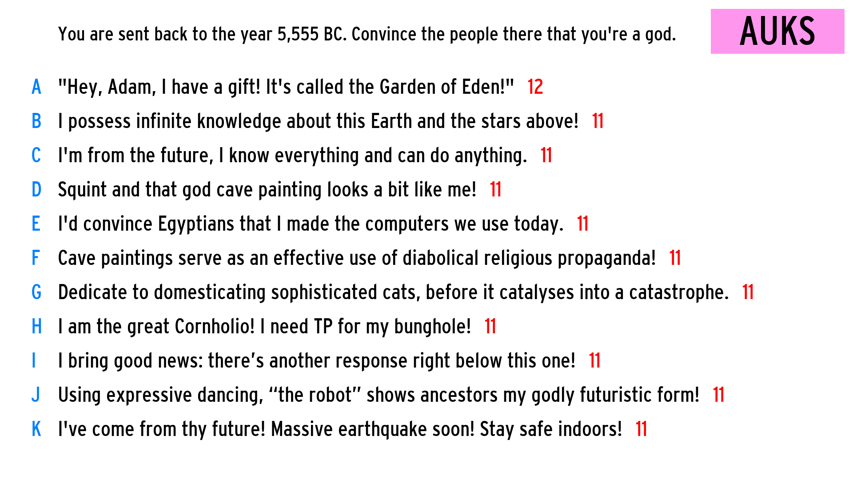 You are sent back to the year 5,555 BC. Convince the people there that you're a god.
AUKS
A "Hey, Adam, I have a gift! It's called the Garden of Eden!" 12
B I possess infinite knowledge about this Earth and the stars above! 11
C I'm from the future, I know everything and can do anything. 11
D Squint and that god cave painting looks a bit like me! 11
E I'd convince Egyptians that I made the computers we use today. 11
F Cave paintings serve as an effective use of diabolical religious propaganda! 11
G Dedicate to domesticating sophisticated cats, before it catalyses into a catastrophe. 11
H I am the great Cornholio! I need TP for my bunghole! 11
I I bring good news: there’s another response right below this one! 11
J Using expressive dancing, “the robot” shows ancestors my godly futuristic form! 11
K I've come from thy future! Massive earthquake soon! Stay safe indoors! 11